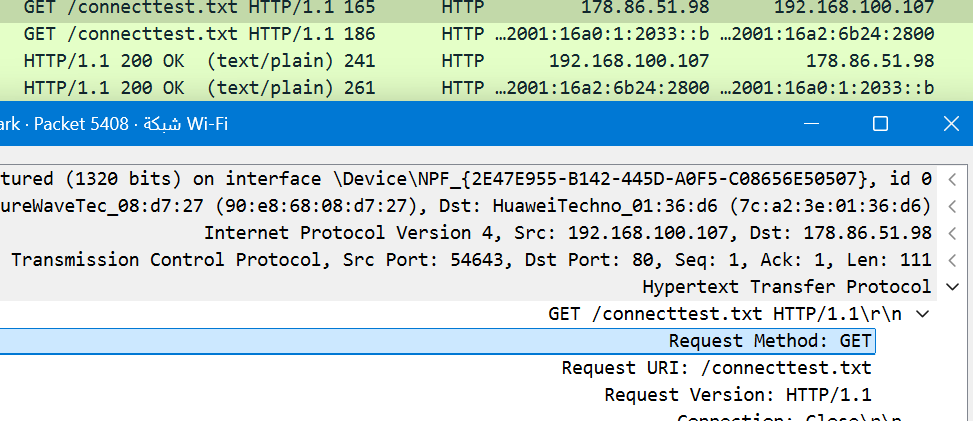 GET /connecttest.txt HTTP/1.1 165 HTTP 178.86.51.98 192.168.100.107
GET /connecttest.txt HTTP/1.1 186 HTTP …2001:16a0:1:2033::b …2001:16a2:6b24:2800
HTTP/1.1 200 OK (text/plain) 241 HTTP 192.168.100.107 178.86.51.98
HTTP/1.1 200 OK (text/plain) 261 HTTP …2001:16a2:6b24:2800 …2001:16a0:1:2033::b
ark · Packet 5408 · شبكة Wi-Fi
tured (1320 bits) on interface \Device\NPF_{2E47E955-B142-445D-A0F5-C08656E50507}, id 0
ureWaveTec_08:d7:27 (90:e8:68:08:d7:27), Dst: HuaweiTechno_01:36:d6 (7c:a2:3e:01:36:d6)
Internet Protocol Version 4, Src: 192.168.100.107, Dst: 178.86.51.98
Transmission Control Protocol, Src Port: 54643, Dst Port: 80, Seq: 1, Ack: 1, Len: 111
Hypertext Transfer Protocol
GET /connecttest.txt HTTP/1.1\r\n
Request Method: GET
Request URI: /connecttest.txt
Request Version: HTTP/1.1
Connection: Close\r\n